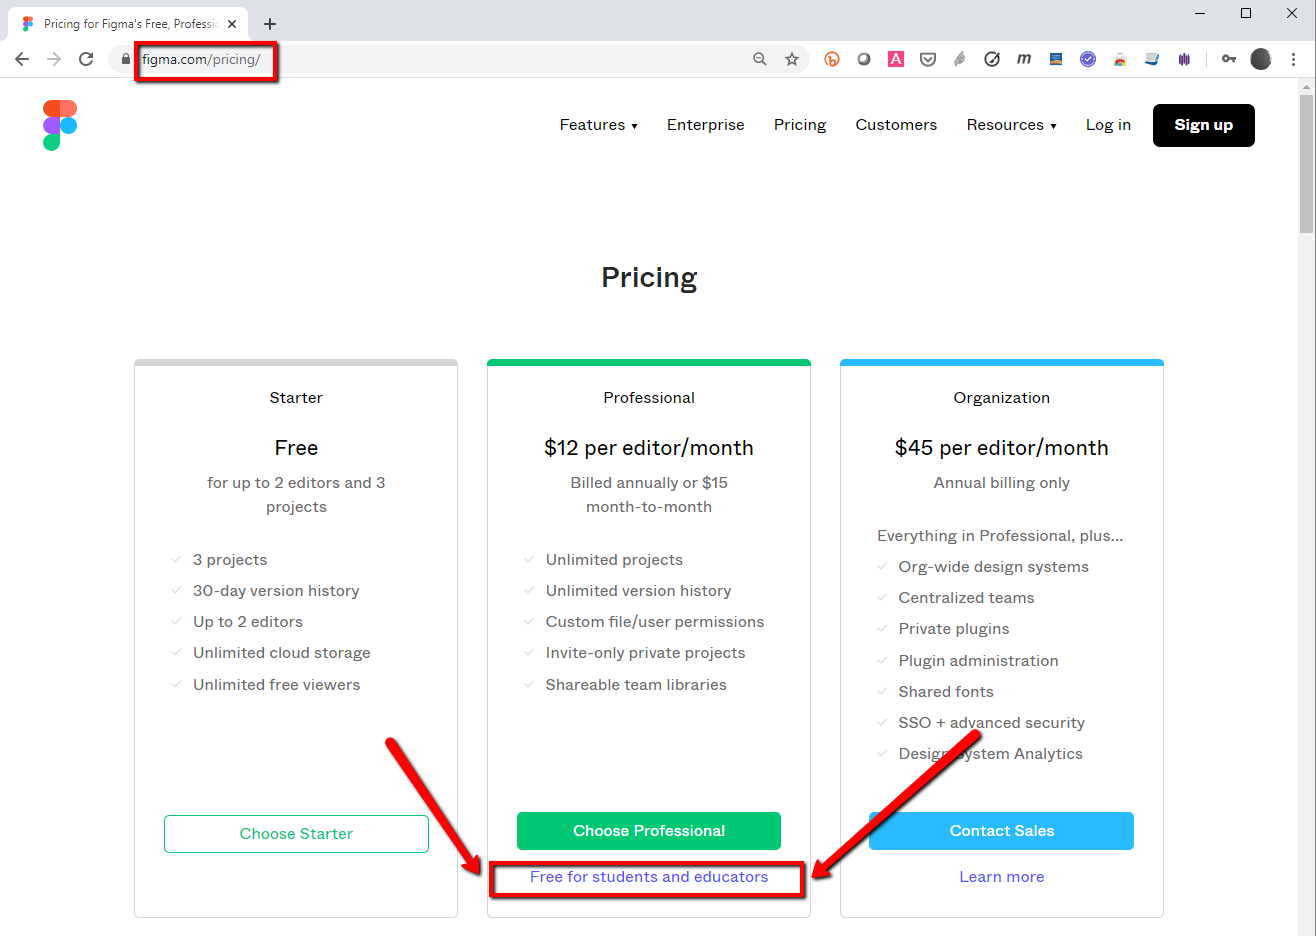 Pricing for Figma's Free, Professi
figma.com/pricing/
Features ▾ Enterprise Pricing Customers Resources ▾ Log in Sign up
Pricing
Starter
Free
for up to 2 editors and 3
projects
3 projects
30-day version history
Up to 2 editors
Unlimited cloud storage
Unlimited free viewers
Choose Starter
Professional
$12 per editor/month
Billed annually or $15
month-to-month
Unlimited projects
Unlimited version history
Custom file/user permissions
Invite-only private projects
Shareable team libraries
Choose Professional
Free for students and educators
Organization
$45 per editor/month
Annual billing only
Everything in Professional, plus...
Org-wide design systems
Centralized teams
Private plugins
Plugin administration
Shared fonts
SSO + advanced security
Design System Analytics
Contact Sales
Learn more